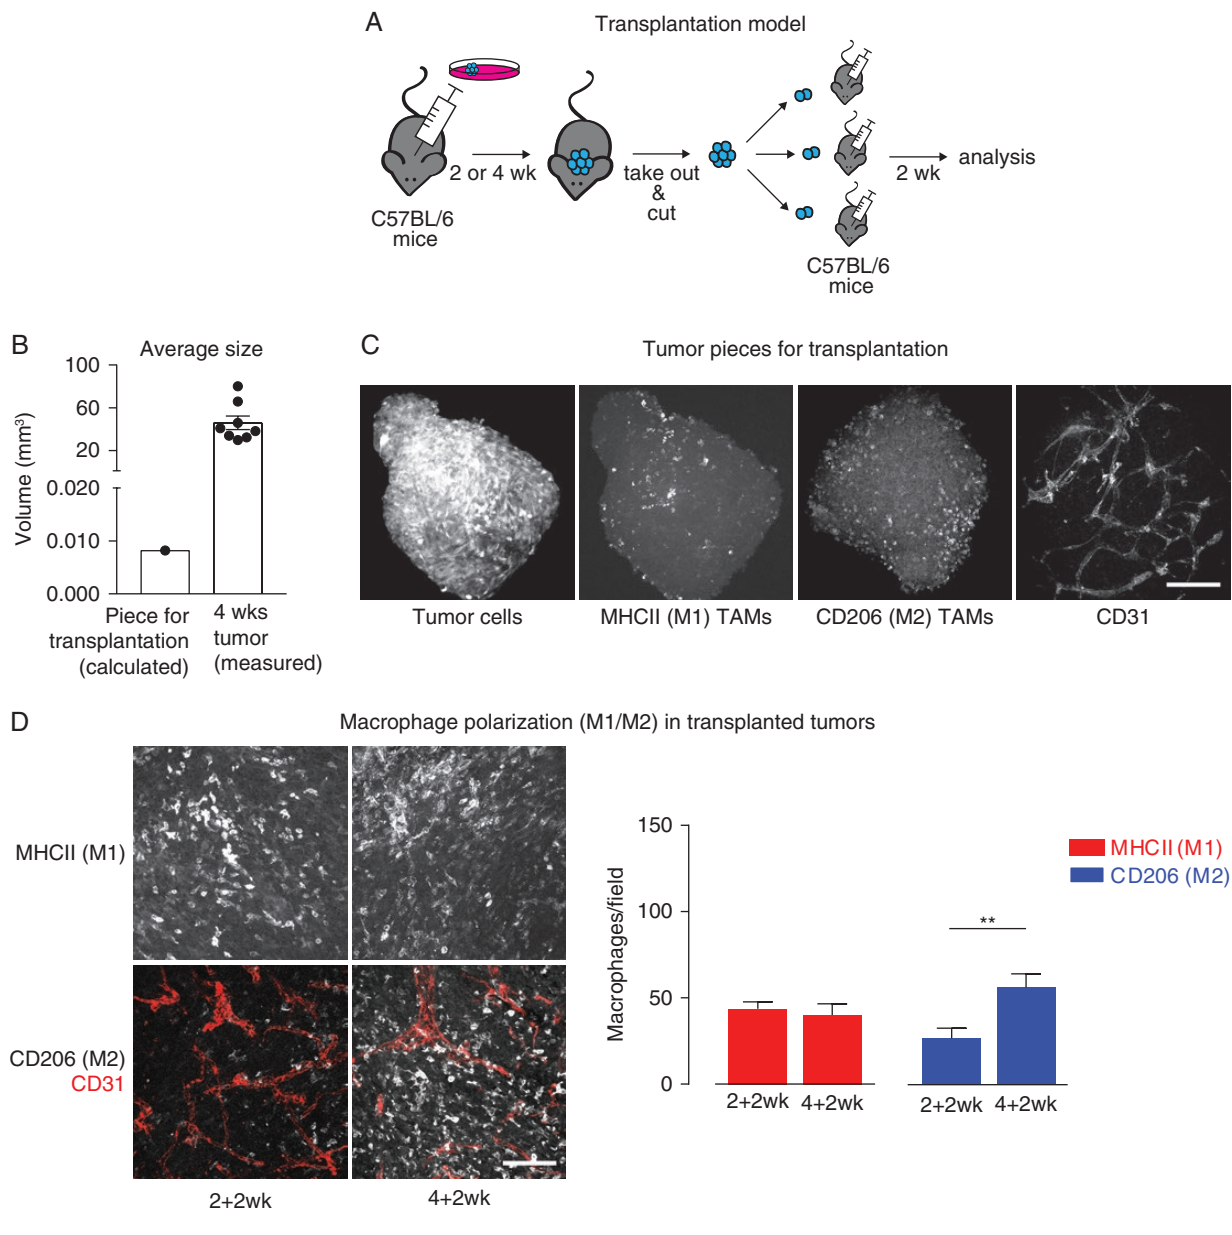 A
Transplantation model
2 or 4 wk
take out
&
cut
2 wk
analysis
C57BL/6
mice
C57BL/6
mice
B
Average size
Volume (mm³)
100
60
20
0.020
0.010
0.000
Piece for
transplantation
(calculated)
4 wks
tumor
(measured)
C
Tumor pieces for transplantation
Tumor cells
MHCII (M1) TAMs
CD206 (M2) TAMs
CD31
D
Macrophage polarization (M1/M2) in transplanted tumors
MHCII (M1)
CD206 (M2)
CD31
2+2wk
4+2wk
Macrophages/field
150
100
50
0
**
2+2wk
4+2wk
2+2wk
4+2wk
MHCII (M1)
CD206 (M2)